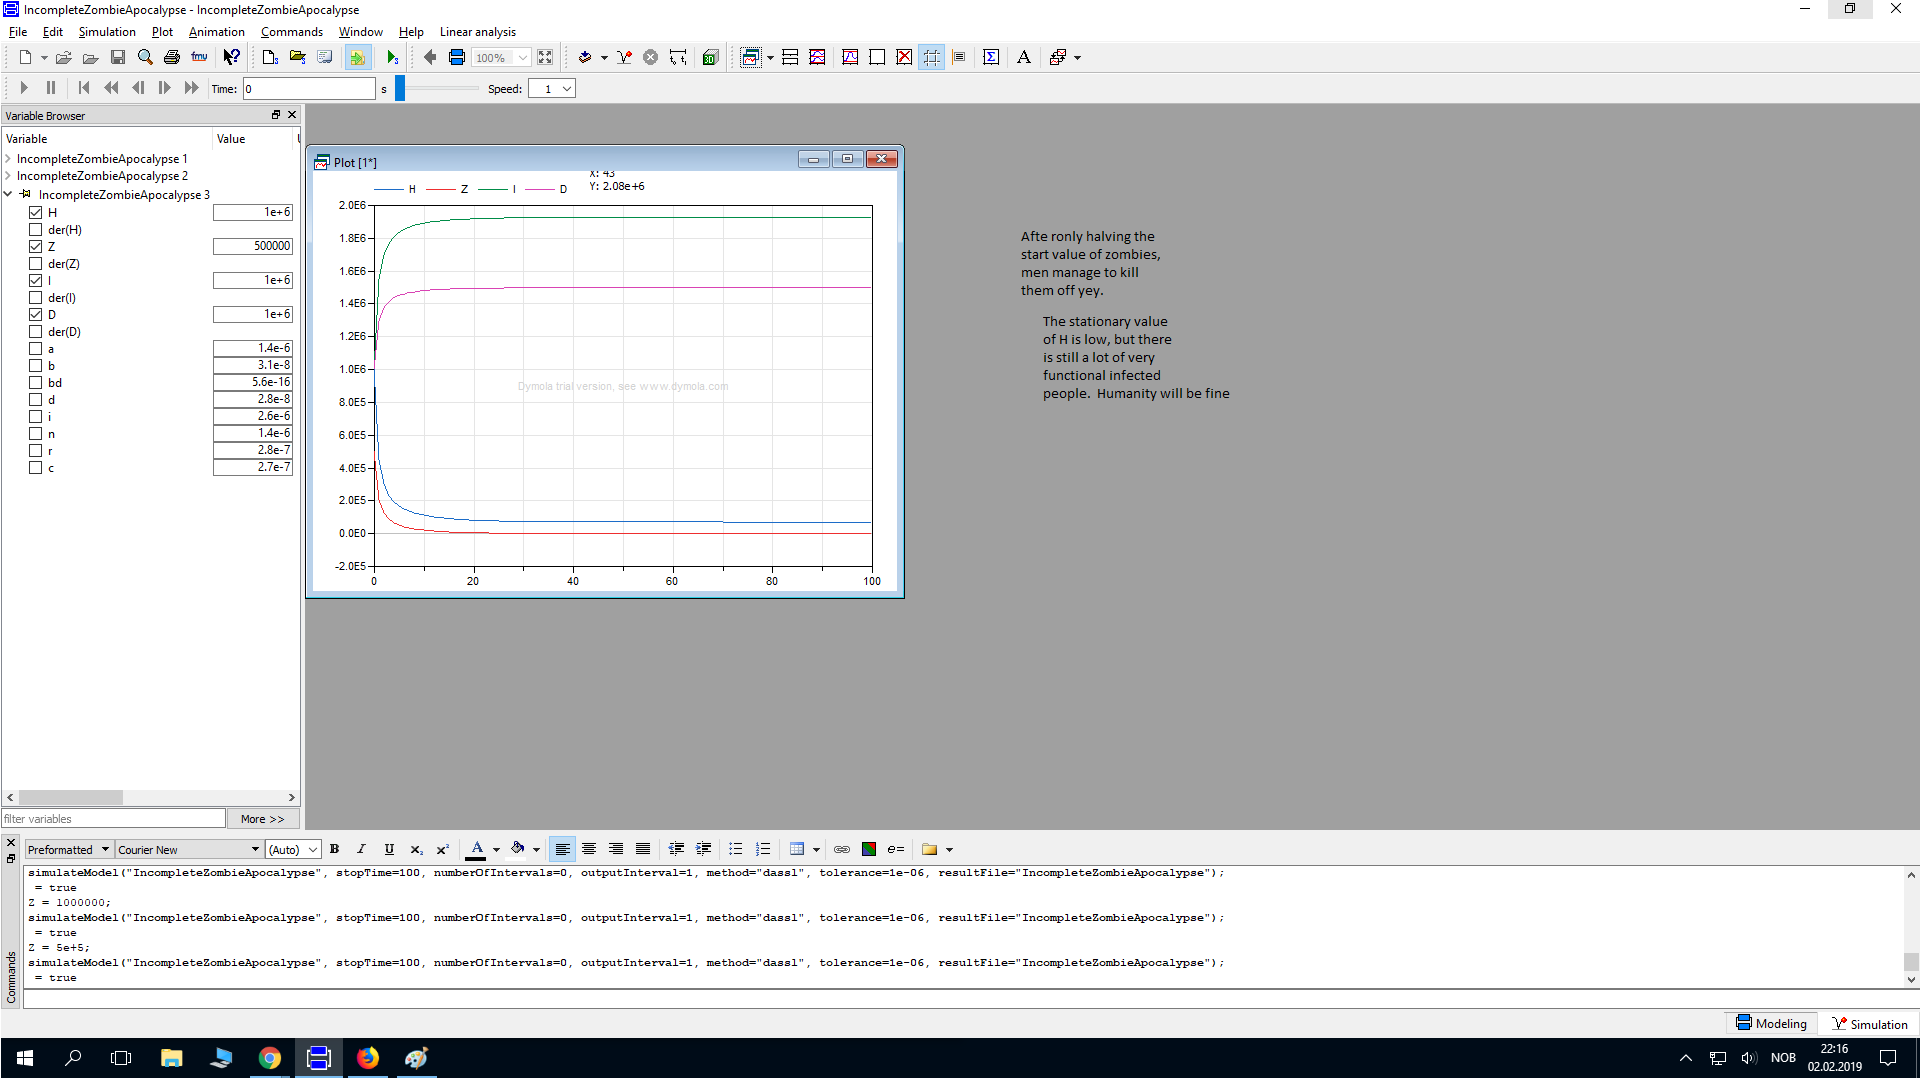 IncompleteZombieApocalypse - IncompleteZombieApocalypse
File Edit Simulation Plot Animation Commands Window Help Linear analysis
fmu 100% 3D Σ A
Time: 0 s Speed: 1
Variable Browser
Variable Value
IncompleteZombieApocalypse 1
IncompleteZombieApocalypse 2
IncompleteZombieApocalypse 3
H 1e+6
der(H)
Z 500000
der(Z)
I 1e+6
der(I)
D 1e+6
der(D)
a 1.4e-6
b 3.1e-8
bd 5.6e-16
d 2.8e-8
i 2.6e-6
n 1.4e-6
r 2.8e-7
c 2.7e-7
filter variables More >>
Plot [1*]
X: 43
H Z I D Y: 2.08e+6
2.0E6
1.8E6
1.6E6
1.4E6
1.2E6
1.0E6
8.0E5
6.0E5
4.0E5
2.0E5
0.0E0
-2.0E5
0 20 40 60 80 100
Dymola trial version, see www.dymola.com
Afte ronly halving the
start value of zombies,
men manage to kill
them off yey.
The stationary value
of H is low, but there
is still a lot of very
functional infected
people. Humanity will be fine
Preformatted Courier New (Auto) B I U x₂ x² A e=
simulateModel("IncompleteZombieApocalypse", stopTime=100, numberOfIntervals=0, outputInterval=1, method="dassl", tolerance=1e-06, resultFile="IncompleteZombieApocalypse");
= true
Z = 1000000;
simulateModel("IncompleteZombieApocalypse", stopTime=100, numberOfIntervals=0, outputInterval=1, method="dassl", tolerance=1e-06, resultFile="IncompleteZombieApocalypse");
= true
Z = 5e+5;
simulateModel("IncompleteZombieApocalypse", stopTime=100, numberOfIntervals=0, outputInterval=1, method="dassl", tolerance=1e-06, resultFile="IncompleteZombieApocalypse");
= true
Commands
Modeling Simulation
NOB 22:16
02.02.2019